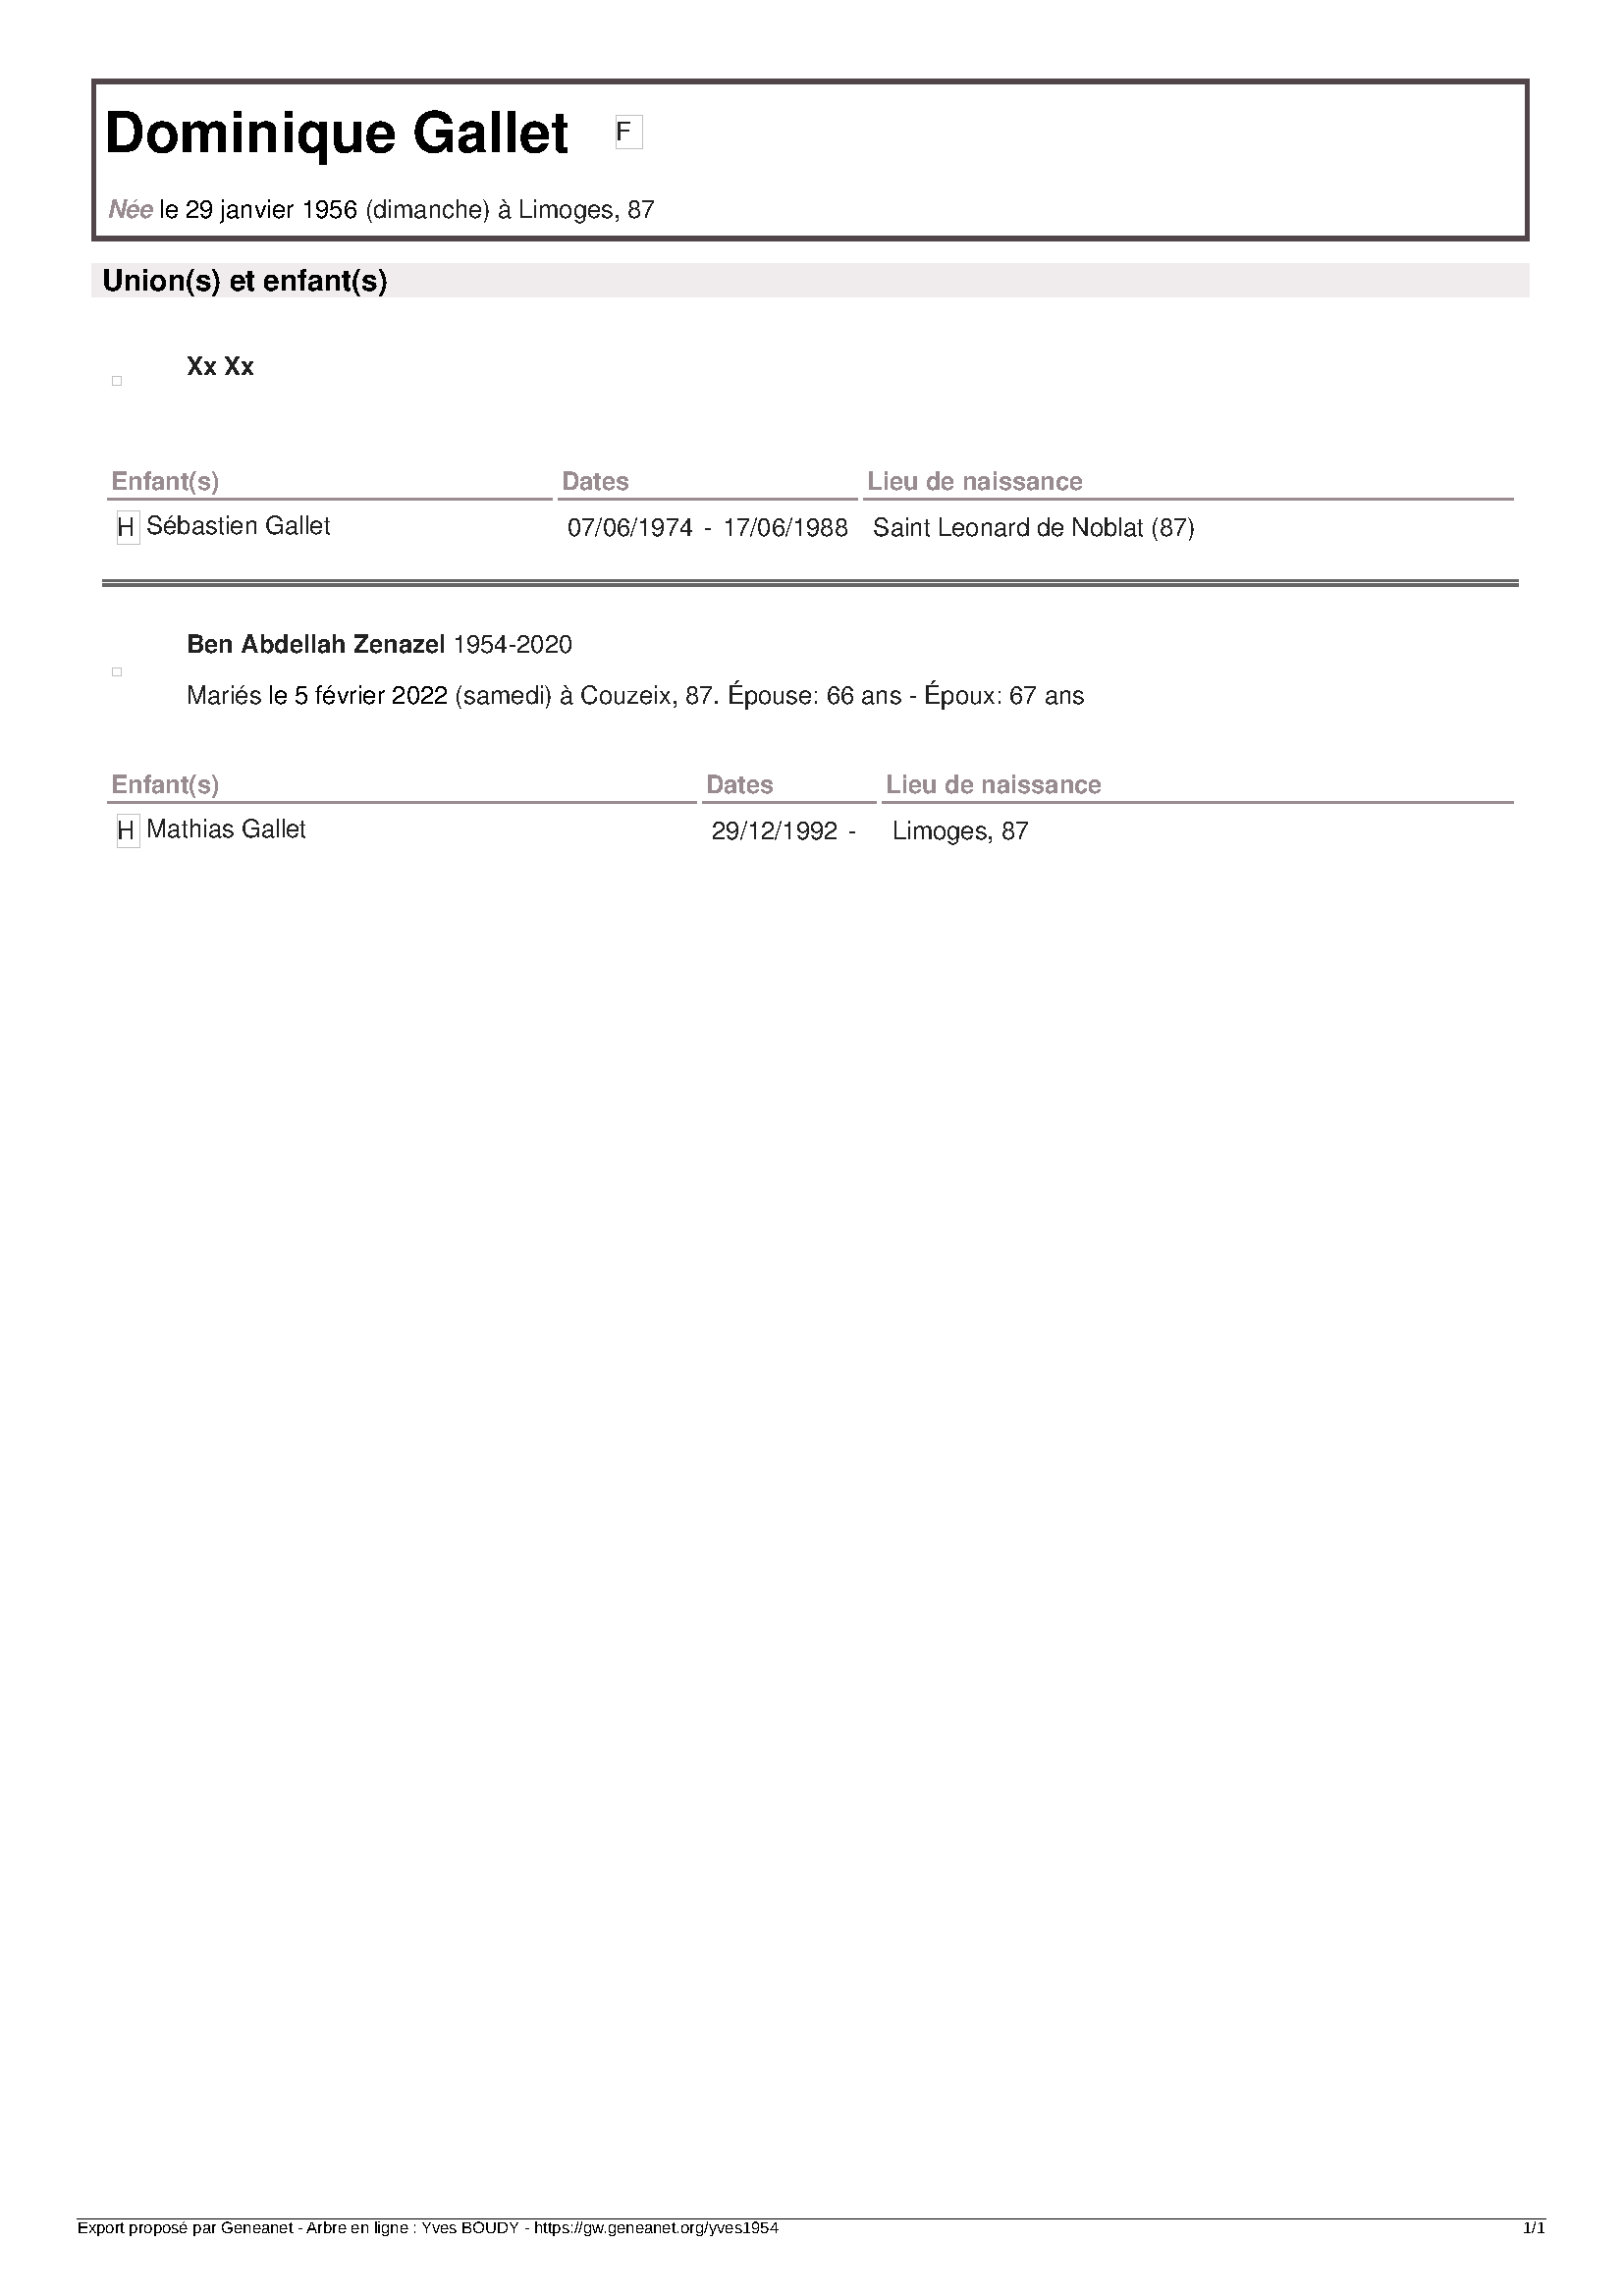 Dominique Gallet F
Née le 29 janvier 1956 (dimanche) à Limoges, 87
Union(s) et enfant(s)
Xx Xx
Enfant(s) Dates Lieu de naissance
H Sébastien Gallet 07/06/1974 - 17/06/1988 Saint Leonard de Noblat (87)
Ben Abdellah Zenazel 1954-2020
Mariés le 5 février 2022 (samedi) à Couzeix, 87. Épouse: 66 ans - Époux: 67 ans
Enfant(s) Dates Lieu de naissance
H Mathias Gallet 29/12/1992 - Limoges, 87
Export proposé par Geneanet - Arbre en ligne : Yves BOUDY - https://gw.geneanet.org/yves1954 1/1